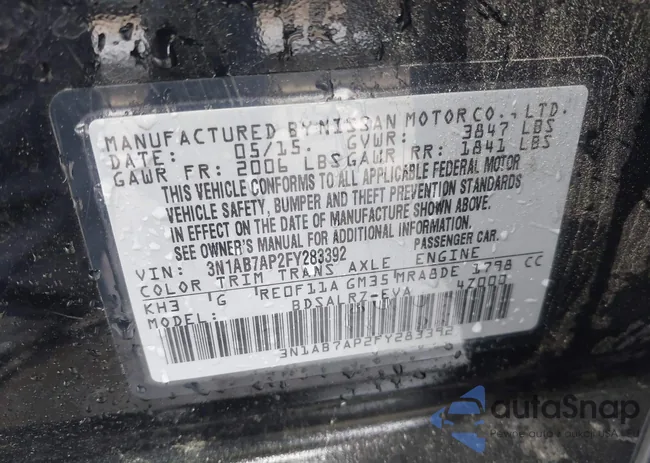 MANUFACTURED BY NISSAN MOTOR CO., LTD.
DATE: 05/15 GVWR: 3847 LBS
GAWR FR: 2006 LBS GAWR RR: 1841 LBS
THIS VEHICLE CONFORMS TO ALL APPLICABLE FEDERAL MOTOR
VEHICLE SAFETY, BUMPER AND THEFT PREVENTION STANDARDS
IN EFFECT ON THE DATE OF MANUFACTURE SHOWN ABOVE.
SEE OWNER'S MANUAL FOR ADDITIONAL INFORMATION.
VIN: 3N1AB7AP2FY283392 PASSENGER CAR
COLOR TRIM TRANS AXLE ENGINE
KH3 G RE0F11A GM35 MRA8DE 1798 CC
MODEL: BDSALRZ-EVA 4Z000
3N1AB7AP2FY283392
autaSnap